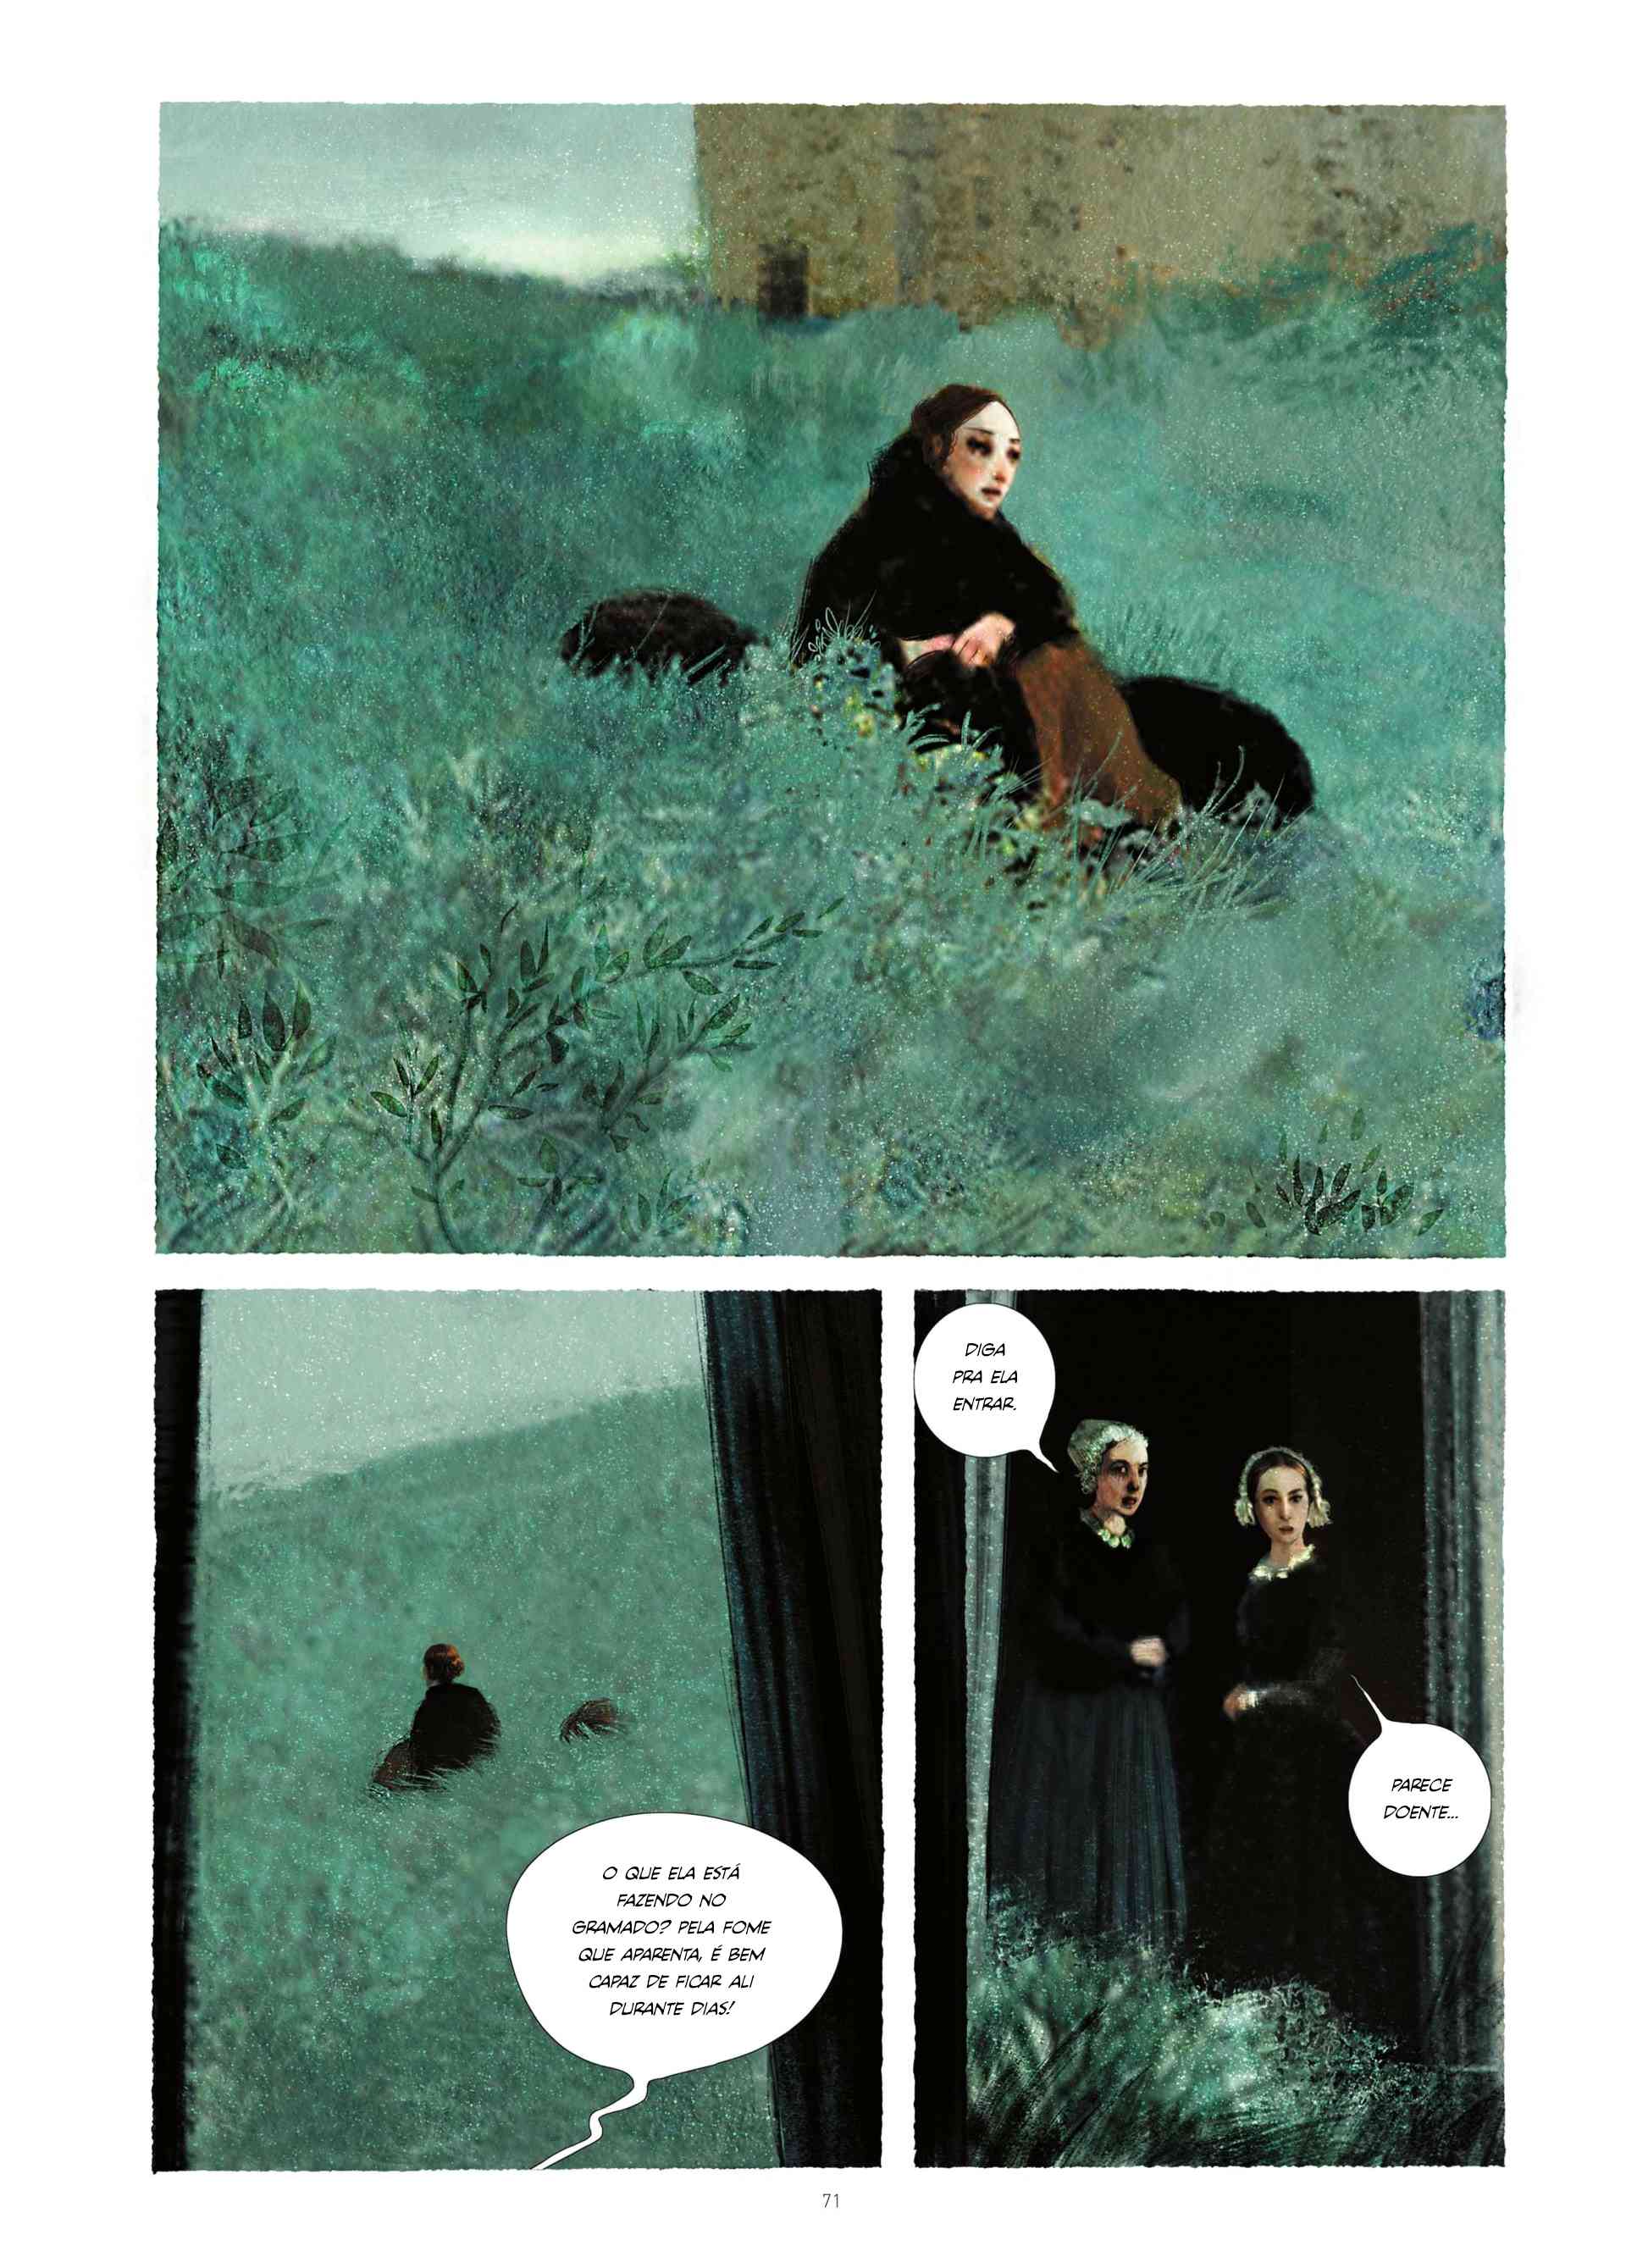 O QUE ELA ESTÁ
FAZENDO NO
GRAMADO? PELA FOME
QUE APARENTA, É BEM
CAPAZ DE FICAR ALI
DURANTE DIAS!
DIGA
PRA ELA
ENTRAR.
PARECE
DOENTE...
71